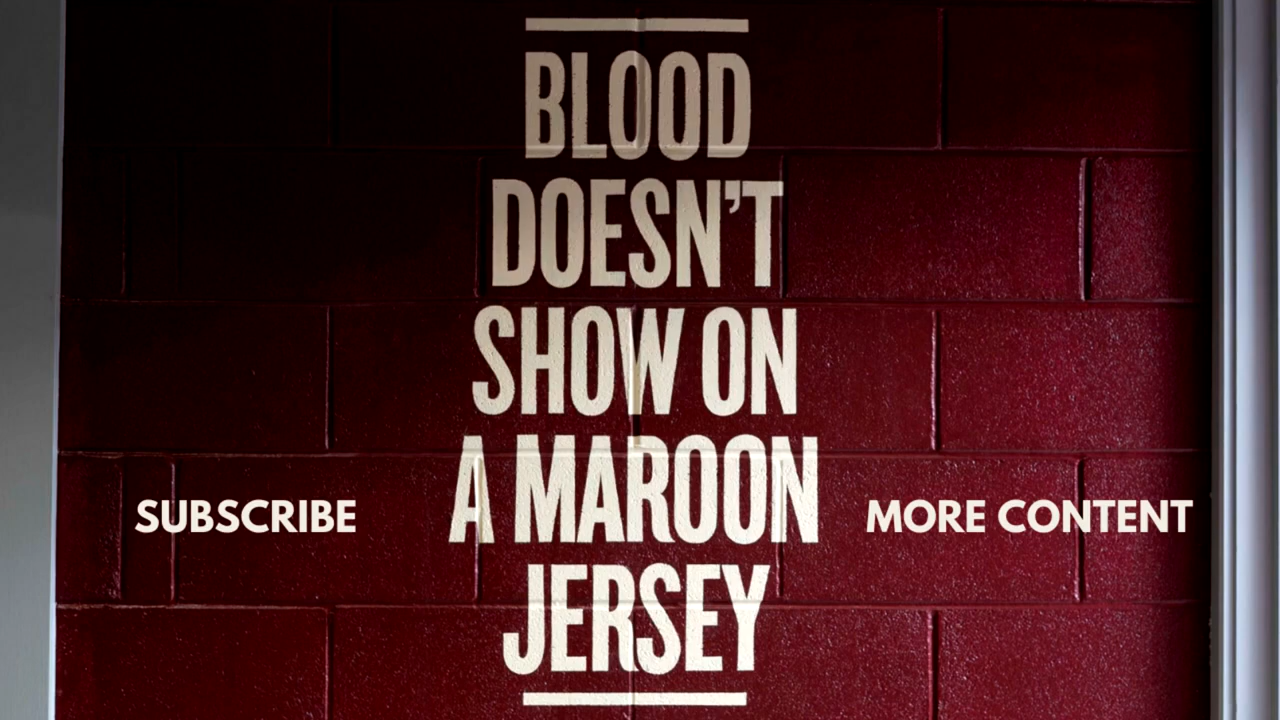 BLOOD
DOESN'T
SHOW ON
A MAROON
JERSEY
SUBSCRIBE
MORE CONTENT